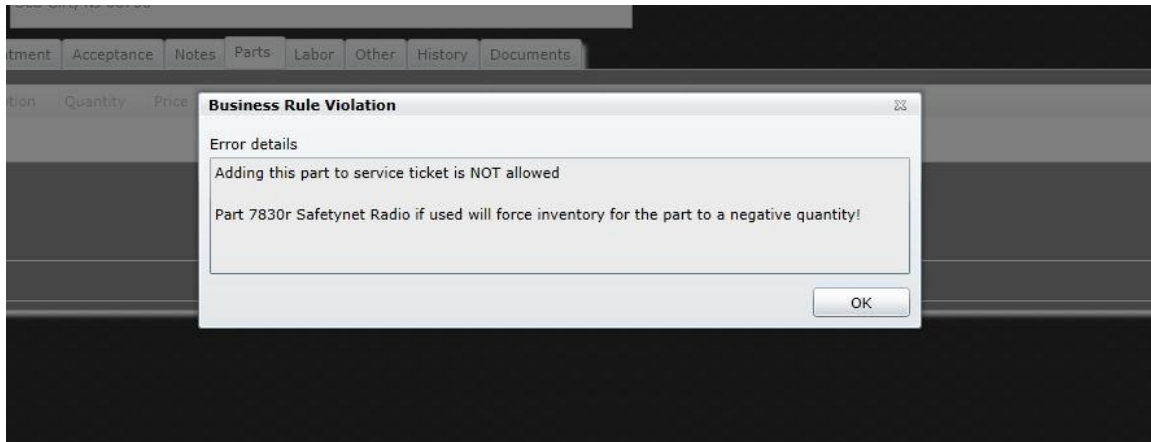 Acceptance Notes Parts Labor Other History Documents
Quantity Price
Business Rule Violation
Error details
Adding this part to service ticket is NOT allowed
Part 7830r Safetynet Radio if used will force inventory for the part to a negative quantity!
OK